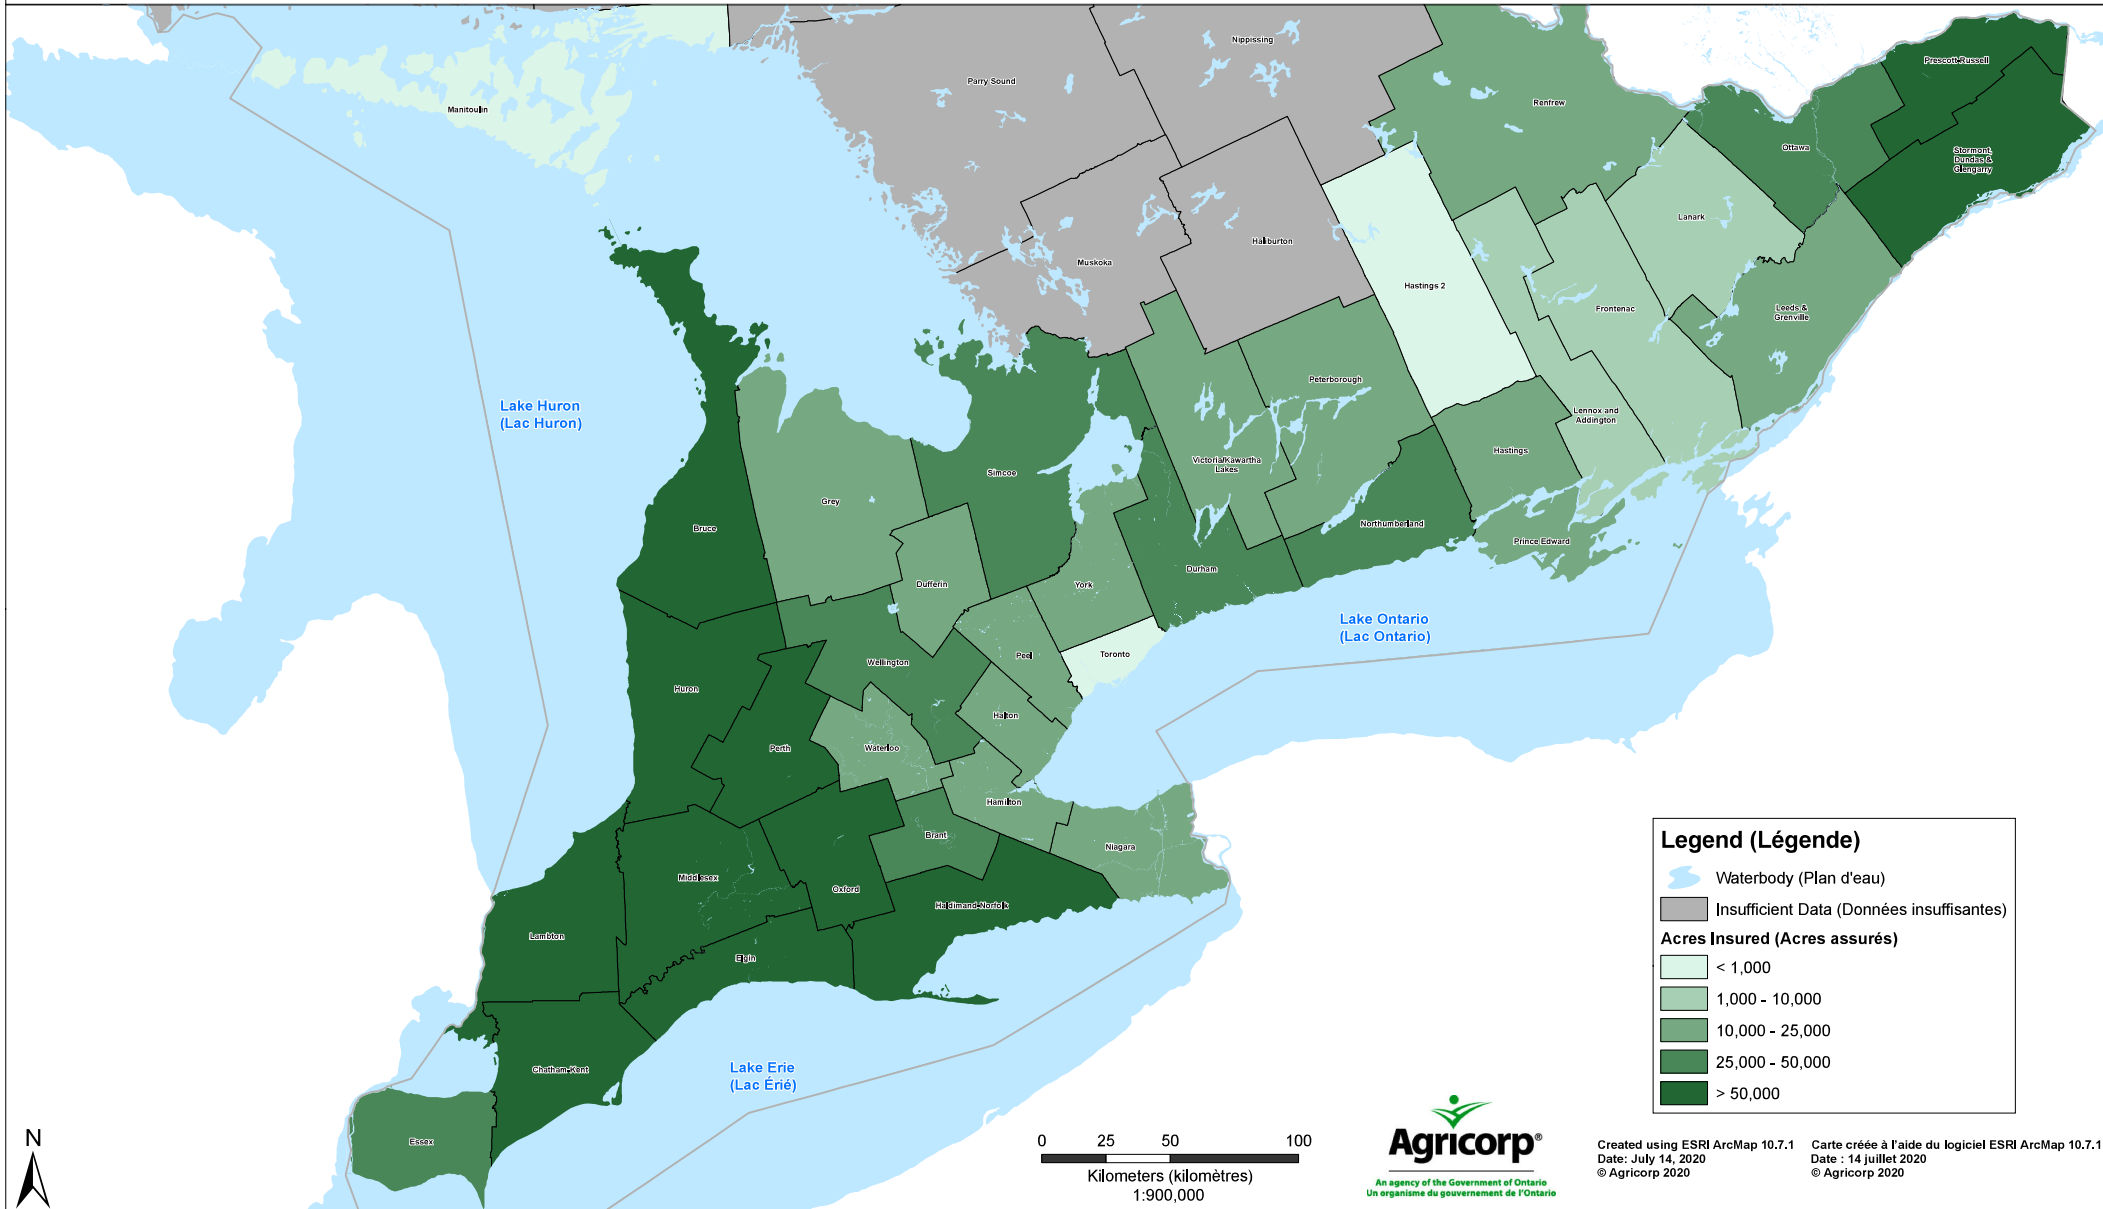 Nippissing
Parry Sound
Prescott-Russell
Manitoulin
Renfrew
Ottawa
Stormont,
Dundas &
Glengarry
Lanark
Haliburton
Muskoka
Hastings 2
Frontenac
Leeds &
Grenville
Lake Huron
(Lac Huron)
Peterborough
Lennox and
Addington
Hastings
Victoria/Kawartha
Lakes
Simcoe
Grey
Bruce
Northumberland
Prince Edward
Durham
Dufferin
York
Lake Ontario
(Lac Ontario)
Toronto
Peel
Wellington
Huron
Halton
Perth
Waterloo
Hamilton
Brant
Niagara
Middlesex
Oxford
Haldimand-Norfolk
Lambton
Elgin
Chatham-Kent
Lake Erie
(Lac Érié)
Essex
N
Legend (Légende)
Waterbody (Plan d'eau)
Insufficient Data (Données insuffisantes)
Acres Insured (Acres assurés)
< 1,000
1,000 - 10,000
10,000 - 25,000
25,000 - 50,000
> 50,000
0 25 50 100
Kilometers (kilomètres)
1:900,000
Agricorp®
An agency of the Government of Ontario
Un organisme du gouvernement de l'Ontario
Created using ESRI ArcMap 10.7.1
Date: July 14, 2020
© Agricorp 2020
Carte créée à l'aide du logiciel ESRI ArcMap 10.7.1
Date : 14 juillet 2020
© Agricorp 2020